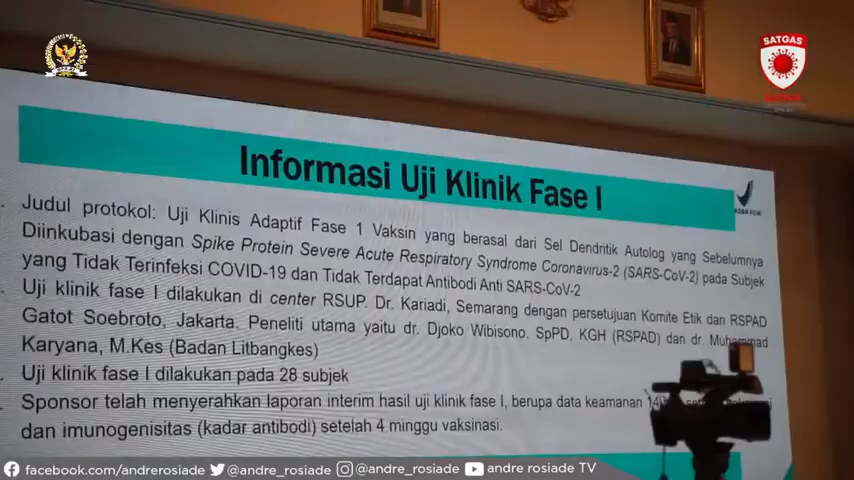 SATGAS
Informasi Uji Klinik Fase I
BADAN POM
Judul protokol: Uji Klinis Adaptif Fase 1 Vaksin yang berasal dari Sel Dendritik Autolog yang Sebelumnya
Diinkubasi dengan Spike Protein Severe Acute Respiratory Syndrome Coronavirus-2 (SARS-CoV-2) pada Subjek
yang Tidak Terinfeksi COVID-19 dan Tidak Terdapat Antibodi Anti SARS-CoV-2
Uji klinik fase I dilakukan di center RSUP. Dr. Kariadi, Semarang dengan persetujuan Komite Etik dari RSPAD
Gatot Soebroto, Jakarta. Peneliti utama yaitu dr. Djoko Wibisono. SpPD, KGH (RSPAD) dan dr. Muhammad
Karyana, M.Kes (Badan Litbangkes)
Uji klinik fase I dilakukan pada 28 subjek
Sponsor telah menyerahkan laporan interim hasil uji klinik fase I, berupa data keamanan 14
dan imunogenisitas (kadar antibodi) setelah 4 minggu vaksinasi.
facebook.com/andrerosiade @andre_rosiade @andre_rosiade andre rosiade TV